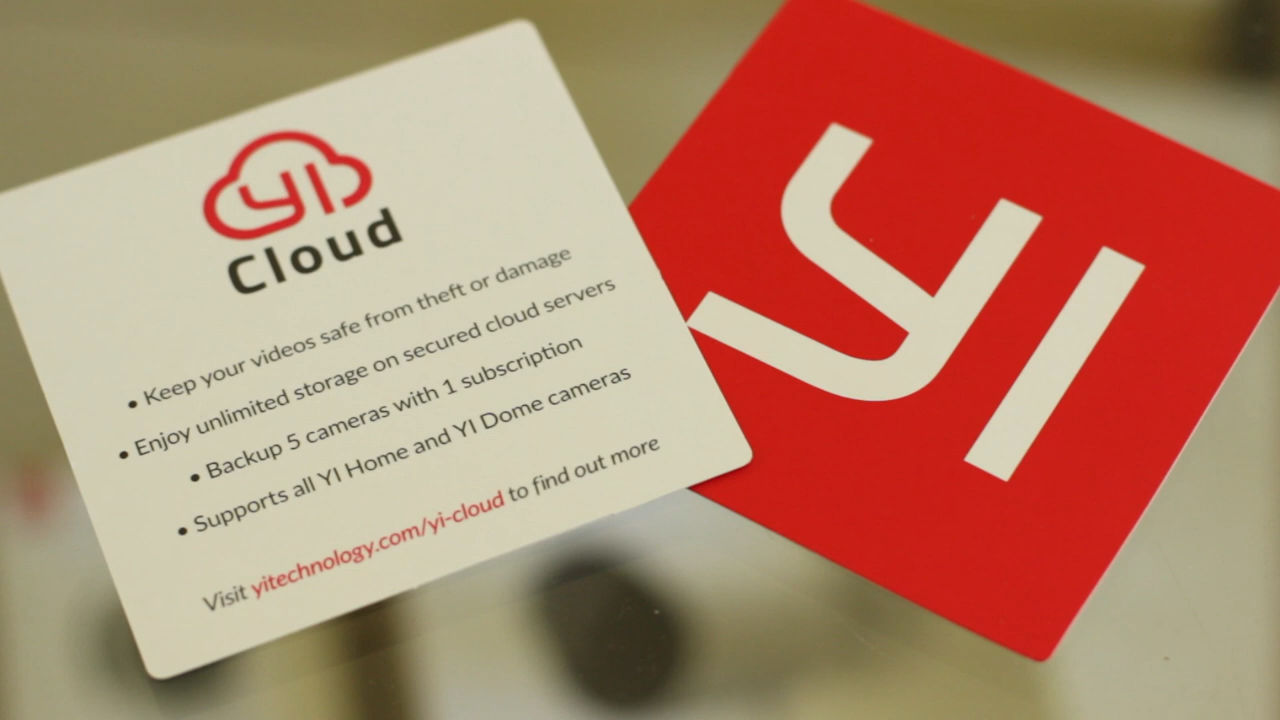 YI
Cloud
• Keep your videos safe from theft or damage
• Enjoy unlimited storage on secured cloud servers
• Backup 5 cameras with 1 subscription
• Supports all YI Home and YI Dome cameras
Visit yitechnology.com/yi-cloud to find out more
YI